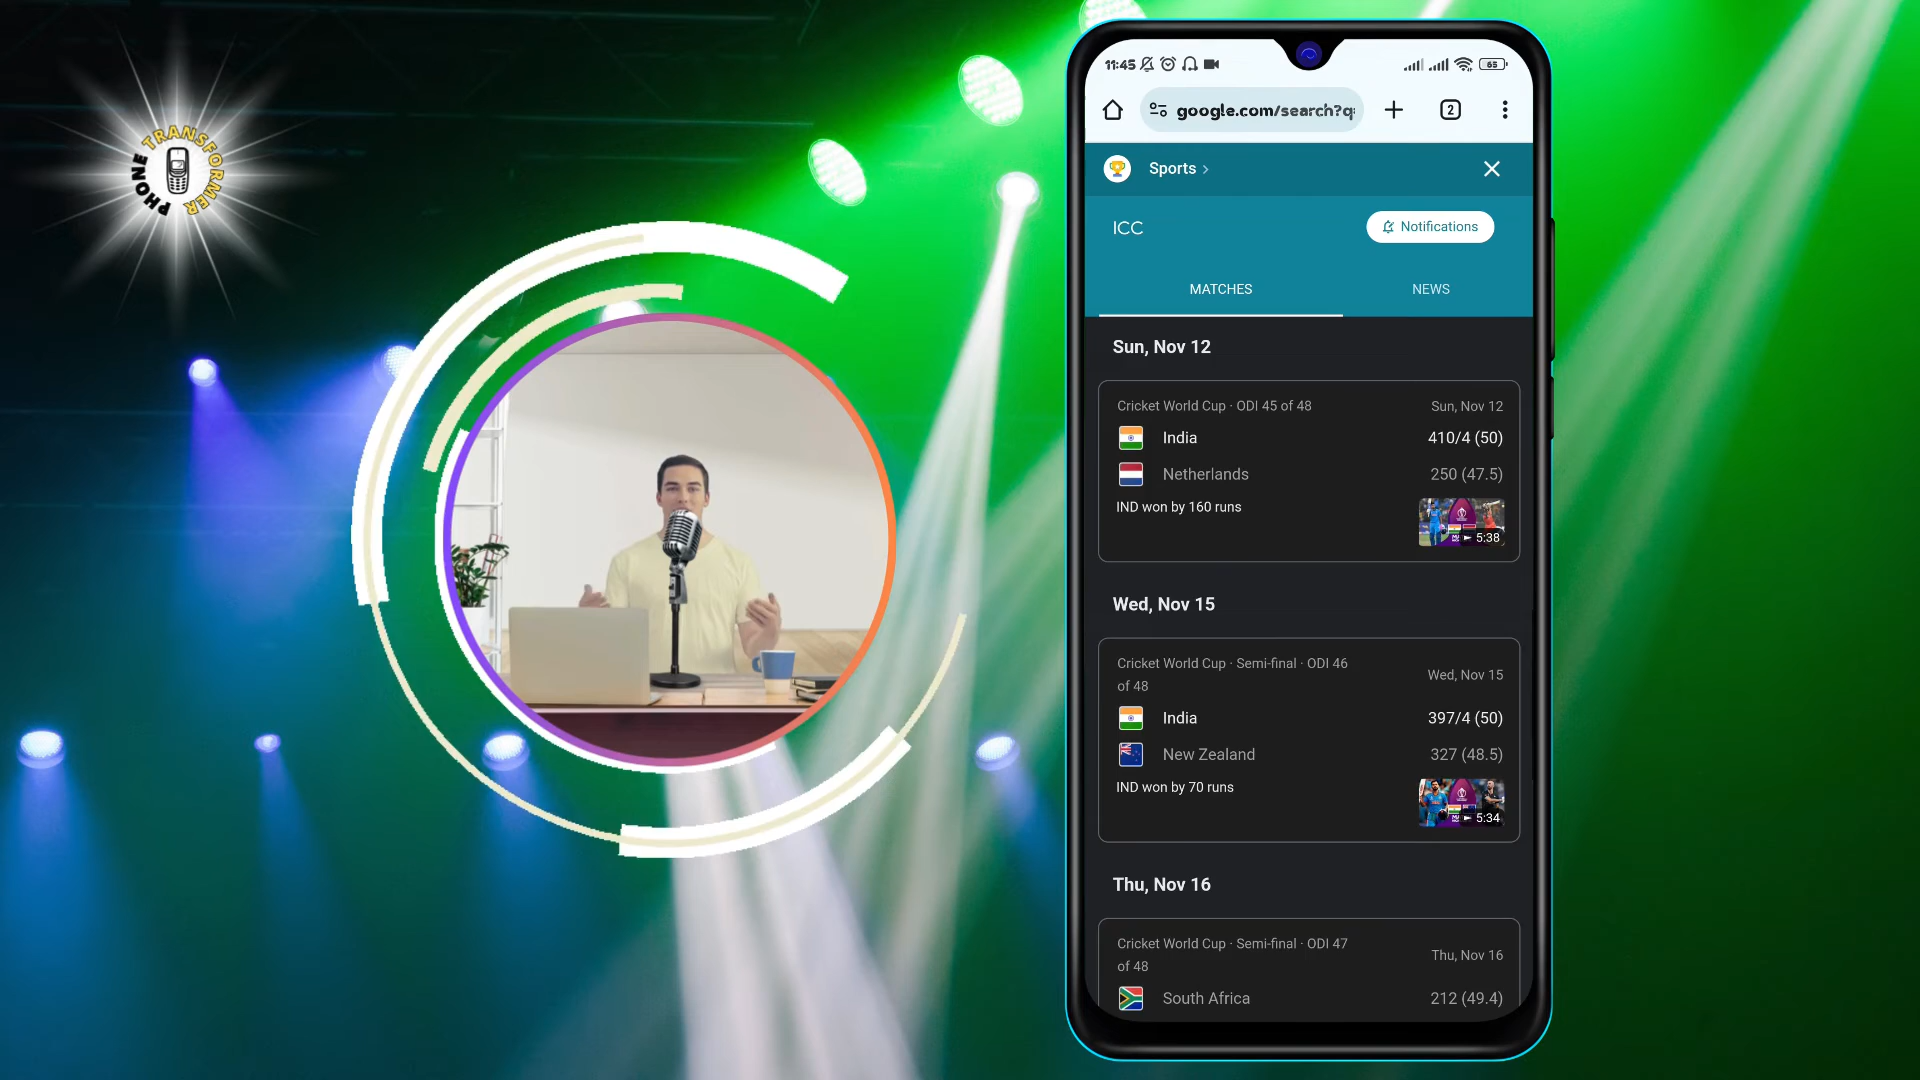 PHONE TRANSFORMER
11:45
65
google.com/search?q
2
Sports
ICC
Notifications
MATCHES
NEWS
Sun, Nov 12
Cricket World Cup · ODI 45 of 48
Sun, Nov 12
India
410/4 (50)
Netherlands
250 (47.5)
IND won by 160 runs
5:38
Wed, Nov 15
Cricket World Cup · Semi-final · ODI 46
of 48
Wed, Nov 15
India
397/4 (50)
New Zealand
327 (48.5)
IND won by 70 runs
5:34
Thu, Nov 16
Cricket World Cup · Semi-final · ODI 47
of 48
Thu, Nov 16
South Africa
212 (49.4)